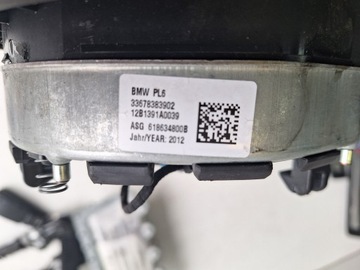 BMW PL6
33678383902
12B1391A0039
ASG 618634800B
Jahr/YEAR: 2012